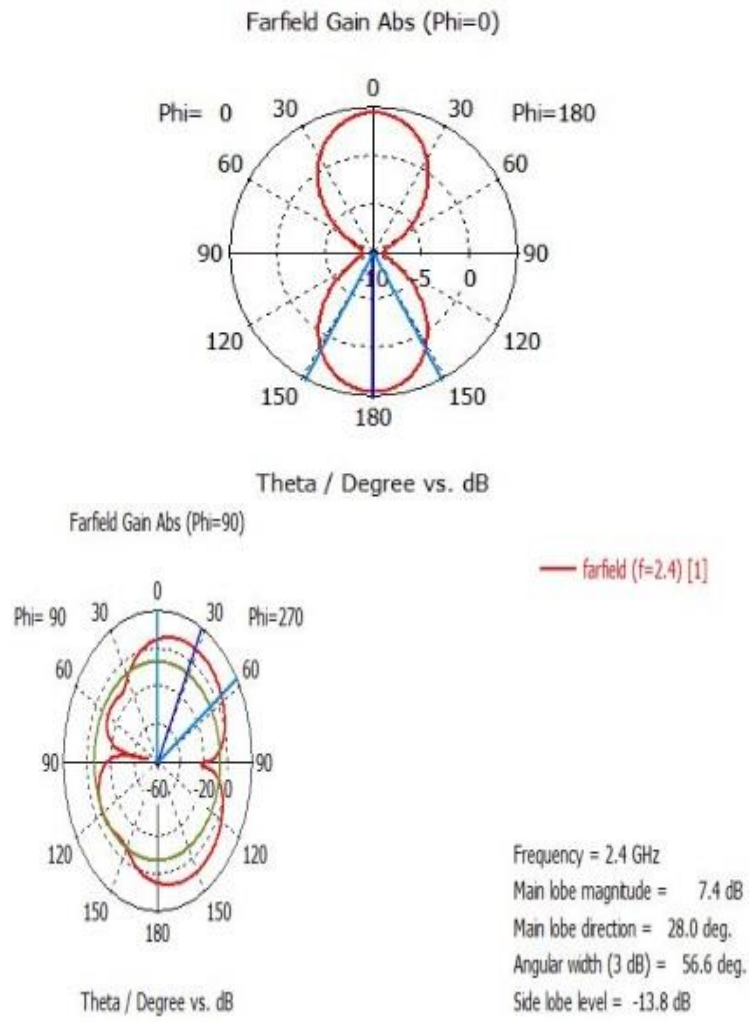 Farfield Gain Abs (Phi=0)
0
Phi= 0 30 30 Phi=180
60 60
90 -10 -5 0 90
120 120
150 150
180
Theta / Degree vs. dB
Farfield Gain Abs (Phi=90)
farfield (f=2.4) [1]
0
Phi= 90 30 30 Phi=270
60 60
90 90
-60 -20 0
120 120
150 150
180
Frequency = 2.4 GHz
Main lobe magnitude = 7.4 dB
Main lobe direction = 28.0 deg.
Angular width (3 dB) = 56.6 deg.
Side lobe level = -13.8 dB
Theta / Degree vs. dB